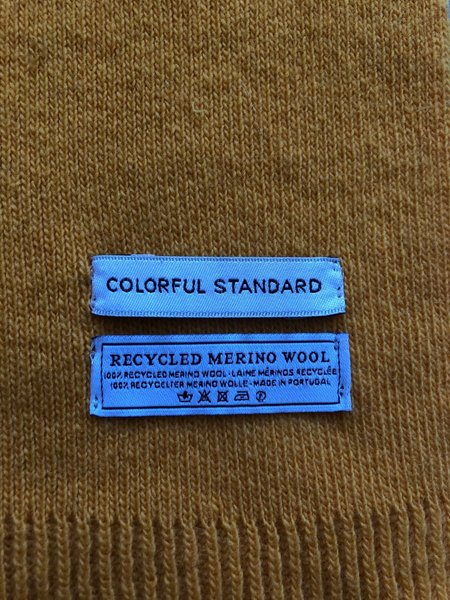 COLORFUL STANDARD
RECYCLED MERINO WOOL
100% RECYCLED MERINO WOOL · LAINE MÉRINOS RECYCLÉE
100% RECYCELTER MERINO WOLLE · MADE IN PORTUGAL